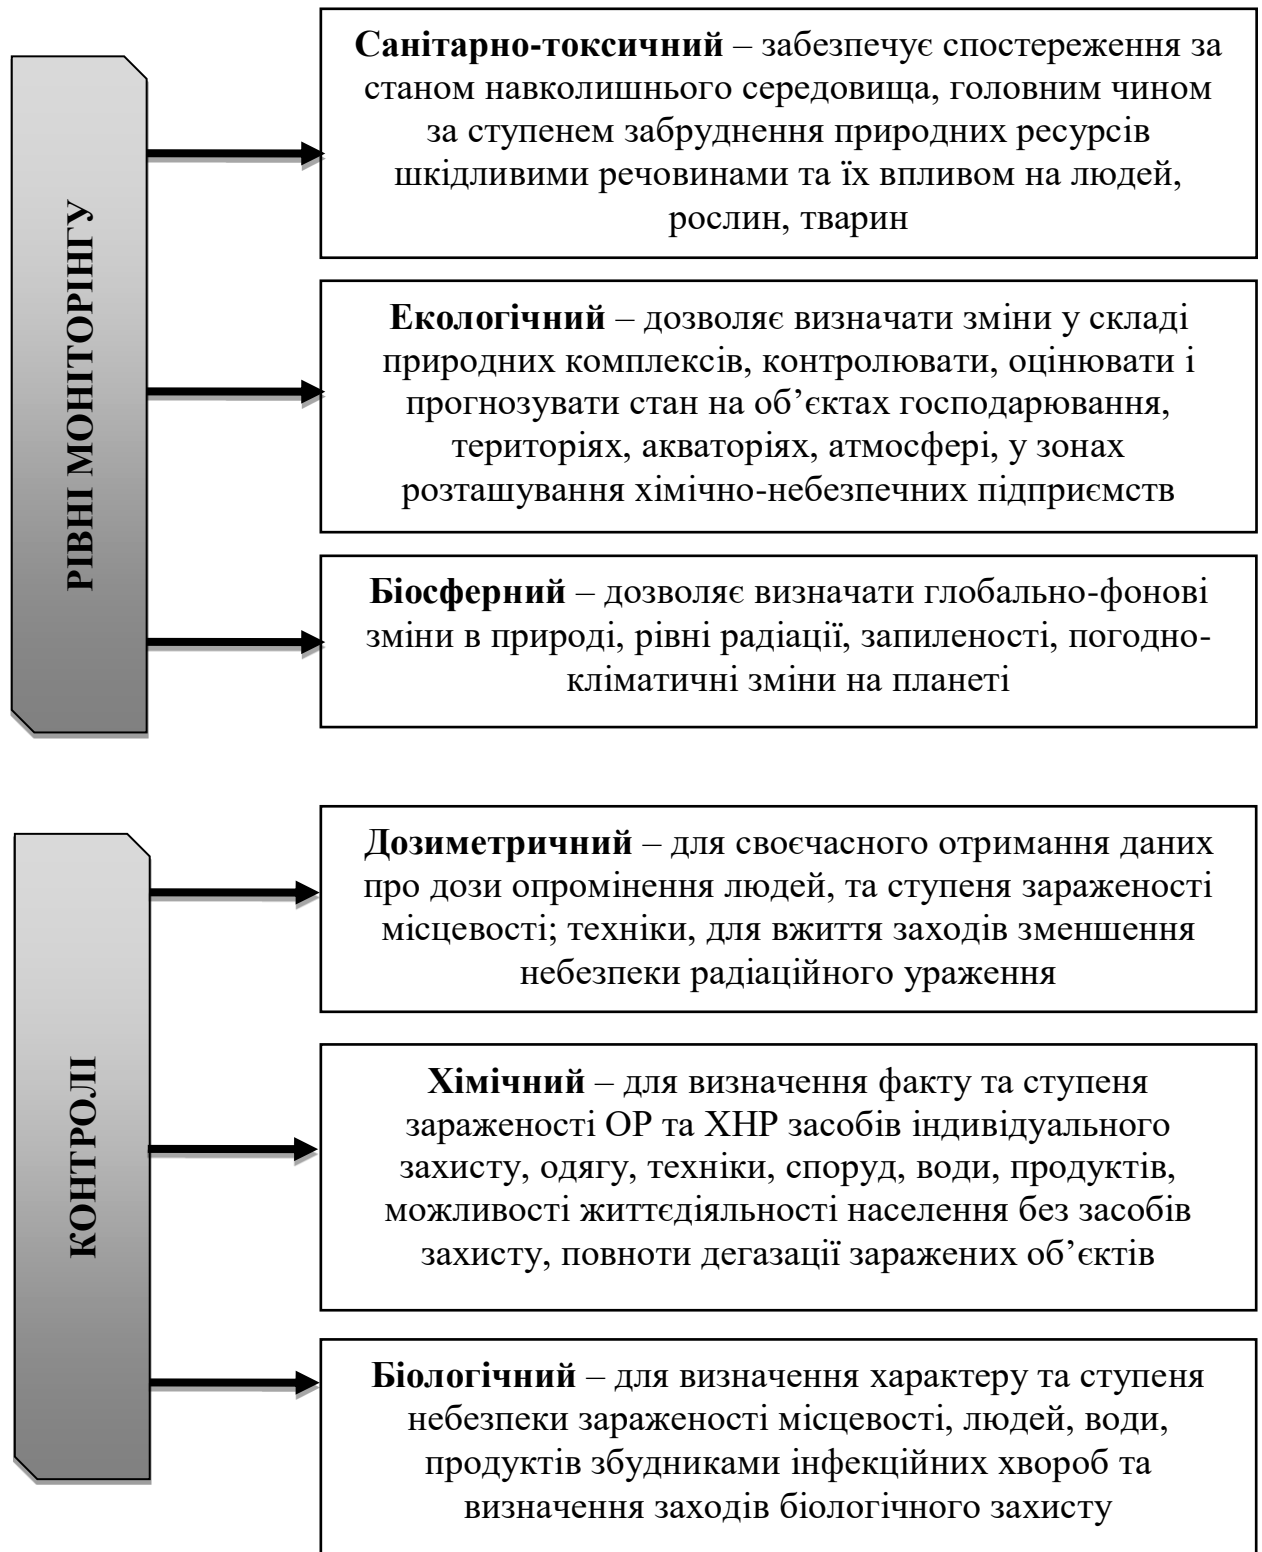 РІВНІ МОНІТОРІНГУ
Санітарно-токсичний – забезпечує спостереження за
станом навколишнього середовища, головним чином
за ступенем забруднення природних ресурсів
шкідливими речовинами та їх впливом на людей,
рослин, тварин
Екологічний – дозволяє визначати зміни у складі
природних комплексів, контролювати, оцінювати і
прогнозувати стан на об’єктах господарювання,
територіях, акваторіях, атмосфері, у зонах
розташування хімічно-небезпечних підприємств
Біосферний – дозволяє визначати глобально-фонові
зміни в природі, рівні радіації, запиленості, погодно-
кліматичні зміни на планеті
КОНТРОЛІ
Дозиметричний – для своєчасного отримання даних
про дози опромінення людей, та ступеня зараженості
місцевості; техніки, для вжиття заходів зменшення
небезпеки радіаційного ураження
Хімічний – для визначення факту та ступеня
зараженості ОР та ХНР засобів індивідуального
захисту, одягу, техніки, споруд, води, продуктів,
можливості життєдіяльності населення без засобів
захисту, повноти дегазації заражених об’єктів
Біологічний – для визначення характеру та ступеня
небезпеки зараженості місцевості, людей, води,
продуктів збудниками інфекційних хвороб та
визначення заходів біологічного захисту